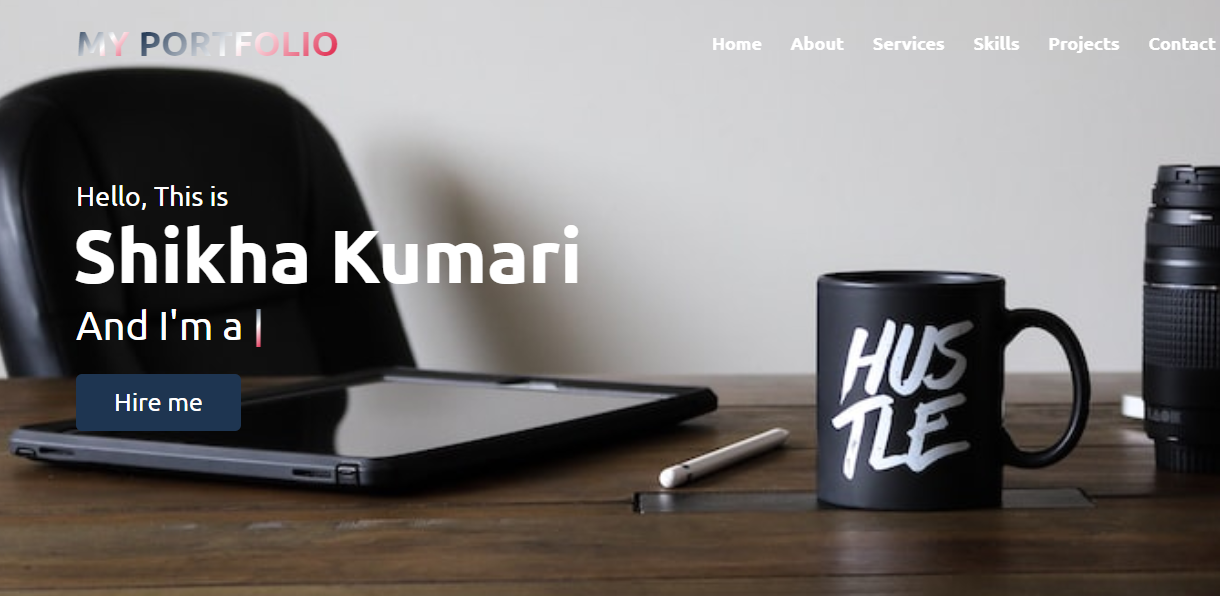 MY PORTFOLIO
Home About Services Skills Projects Contact
Hello, This is
Shikha Kumari
And I'm a
Hire me
HUS
TLE